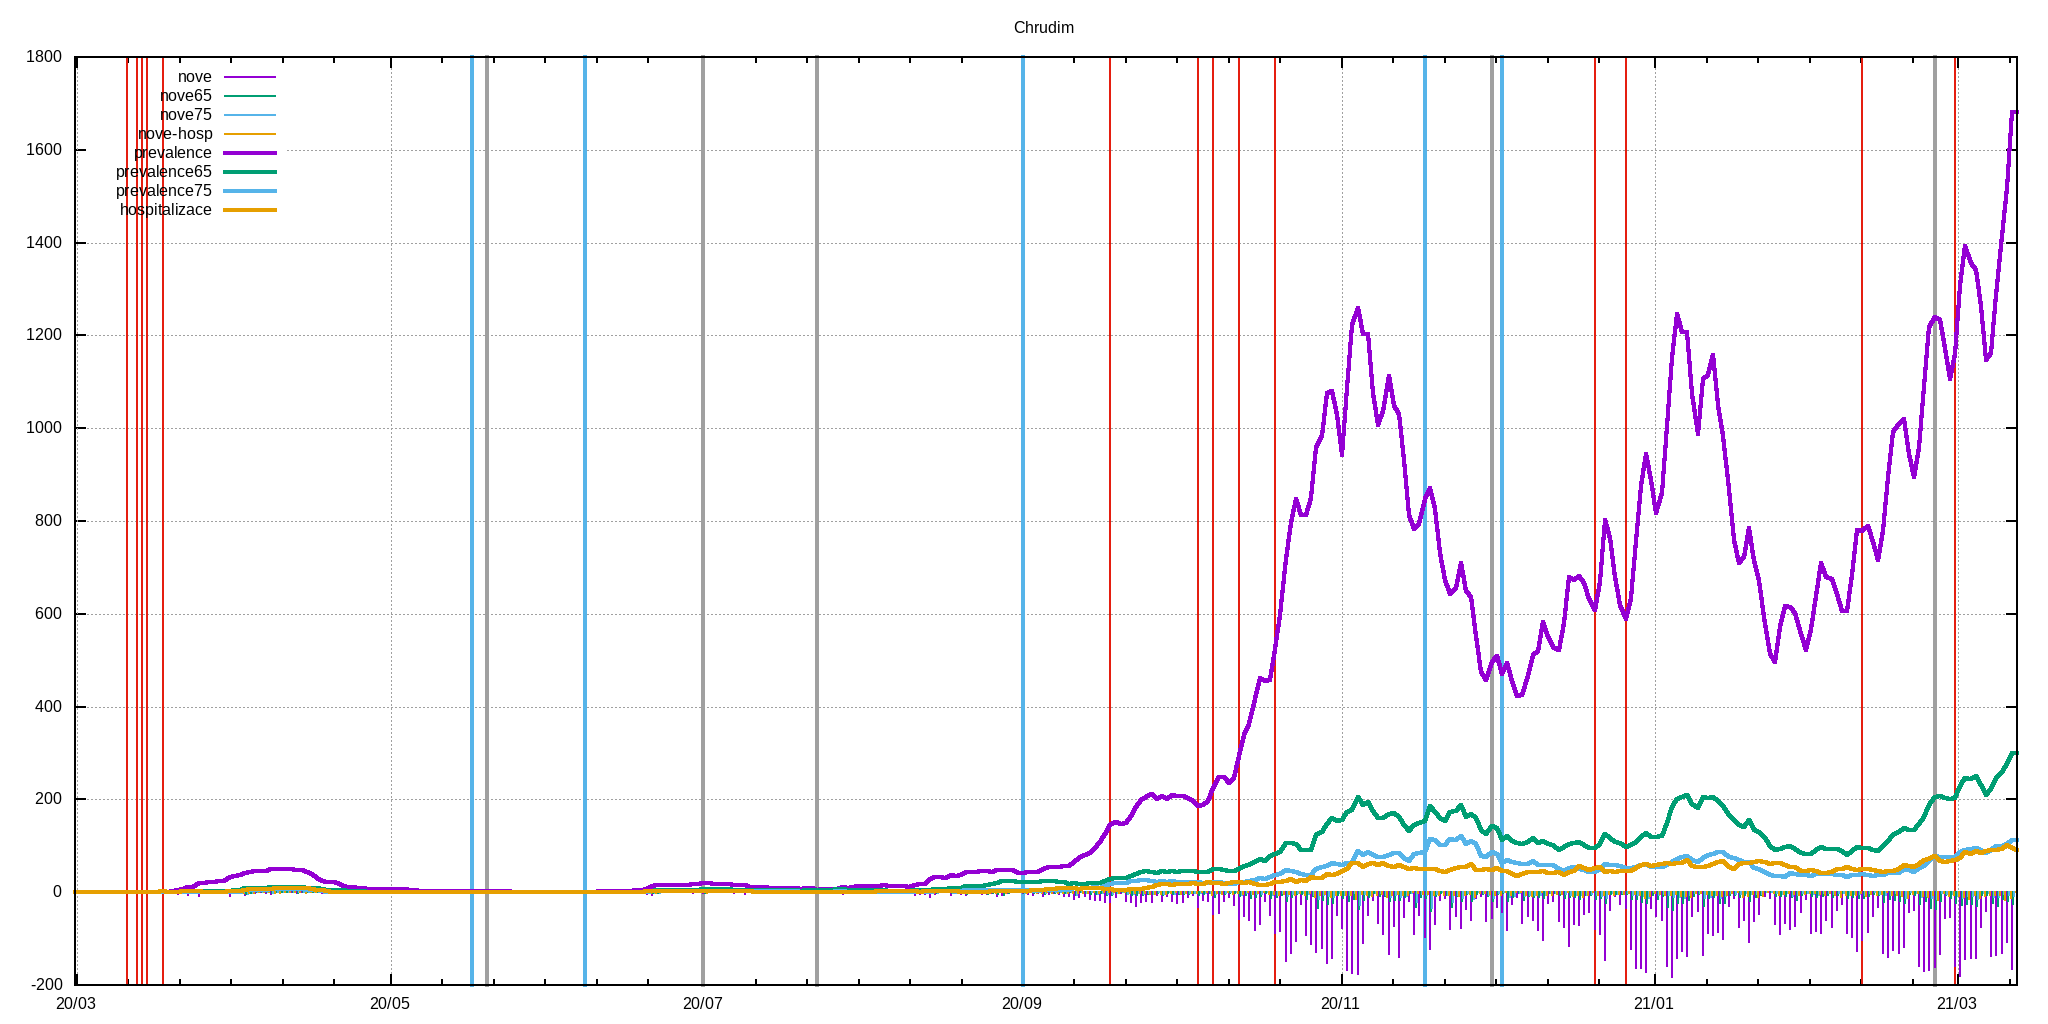 Chrudim
1800
1600
1400
1200
1000
800
600
400
200
0
-200
nove
nove65
nove75
nove-hosp
prevalence
prevalence65
prevalence75
hospitalizace
20/03 20/05 20/07 20/09 20/11 21/01 21/03